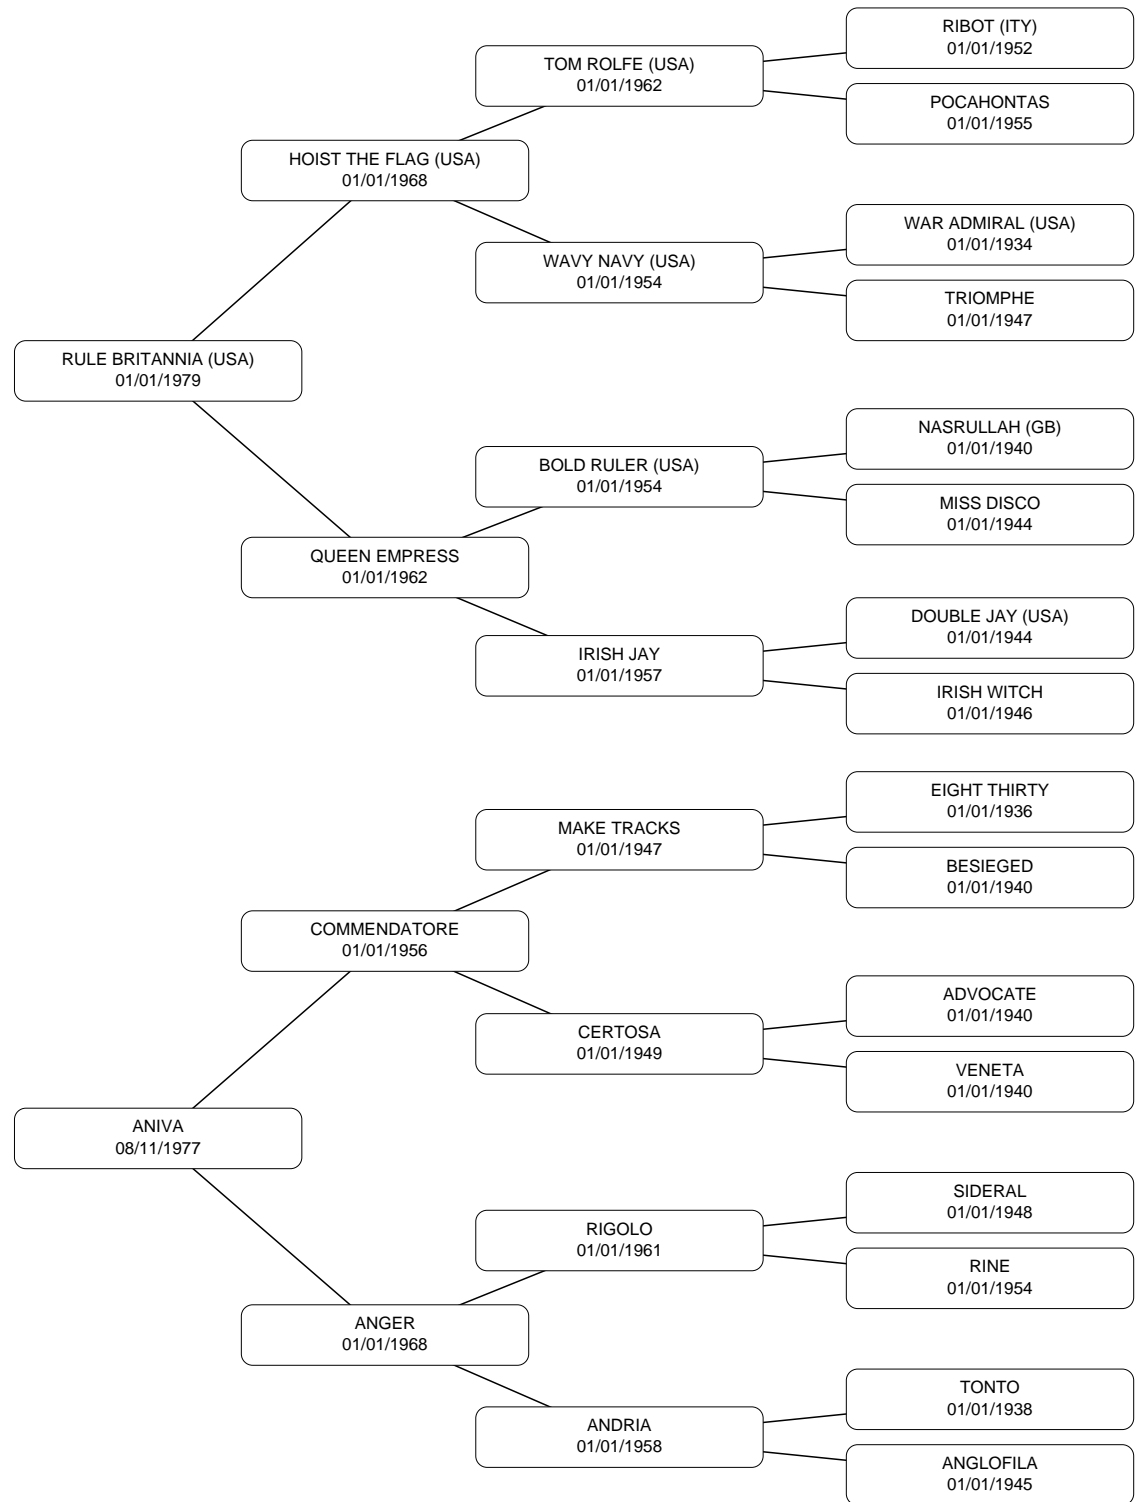 RIBOT (ITY)
01/01/1952
TOM ROLFE (USA)
01/01/1962
POCAHONTAS
01/01/1955
HOIST THE FLAG (USA)
01/01/1968
WAR ADMIRAL (USA)
01/01/1934
WAVY NAVY (USA)
01/01/1954
TRIOMPHE
01/01/1947
RULE BRITANNIA (USA)
01/01/1979
NASRULLAH (GB)
01/01/1940
BOLD RULER (USA)
01/01/1954
MISS DISCO
01/01/1944
QUEEN EMPRESS
01/01/1962
DOUBLE JAY (USA)
01/01/1944
IRISH JAY
01/01/1957
IRISH WITCH
01/01/1946
EIGHT THIRTY
01/01/1936
MAKE TRACKS
01/01/1947
BESIEGED
01/01/1940
COMMENDATORE
01/01/1956
ADVOCATE
01/01/1940
CERTOSA
01/01/1949
VENETA
01/01/1940
ANIVA
08/11/1977
SIDERAL
01/01/1948
RIGOLO
01/01/1961
RINE
01/01/1954
ANGER
01/01/1968
TONTO
01/01/1938
ANDRIA
01/01/1958
ANGLOFILA
01/01/1945